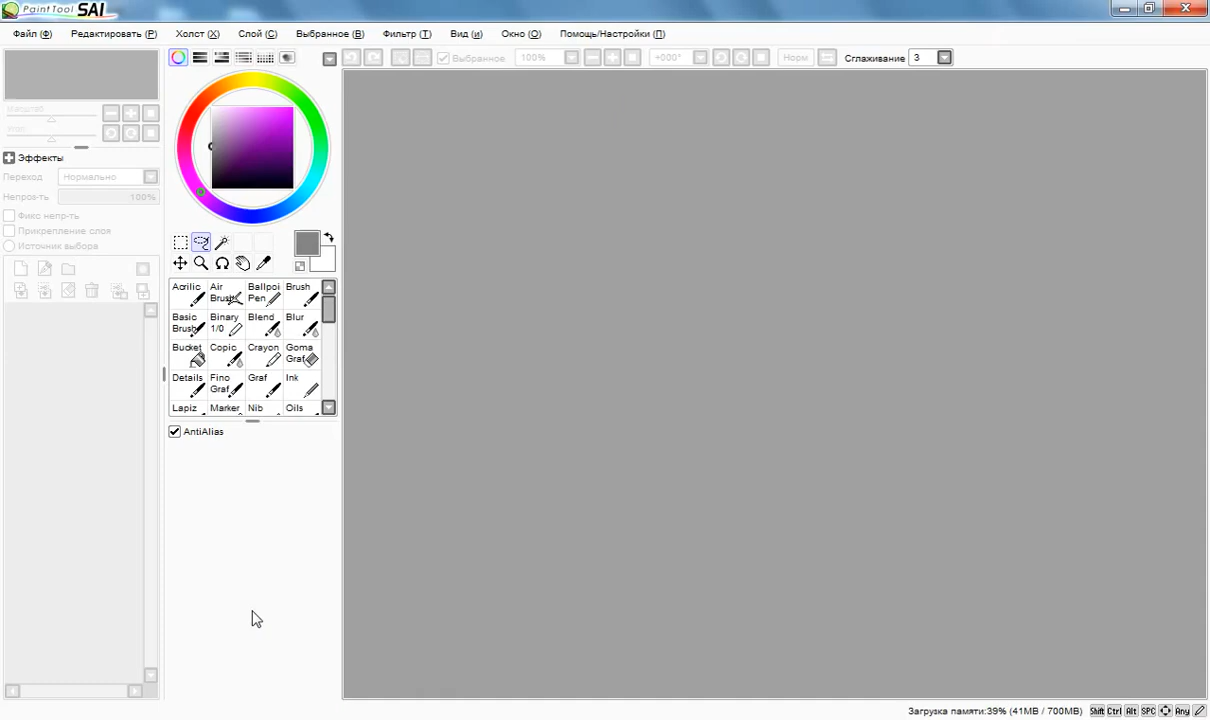 PaintTool SAI
Файл (Ф) Редактировать (Р) Холст (X) Слой (С) Выбранное (В) Фильтр (Т) Вид (и) Окно (О) Помощь/Настройки (П)
Выбранное 100% +000° Норм Сглаживание 3
Масштаб
Эффекты
Переход Нормально
Непроз-ть 100%
Фикс непр-ть
Прикрепление слоя
Источник выбора
Acrilic
Air Brush
Ballpoi Pen
Brush
Basic Brush
Binary 1/0
Blend
Blur
Bucket
Copic
Crayon
Goma Graf
Details
Fino Graf
Graf
Ink
Lapiz
Marker
Nib
Oils
AntiAlias
Загрузка памяти:39% (41MB / 700MB) Shift Ctrl Alt SPC Any